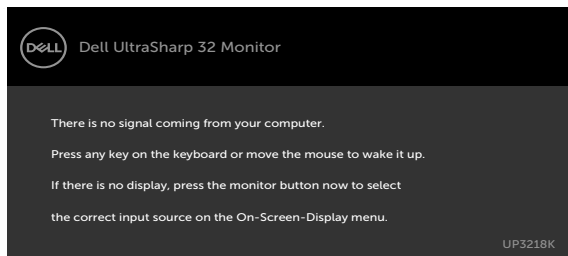 DELL
Dell UltraSharp 32 Monitor
There is no signal coming from your computer.
Press any key on the keyboard or move the mouse to wake it up.
If there is no display, press the monitor button now to select
the correct input source on the On-Screen-Display menu.
UP3218K